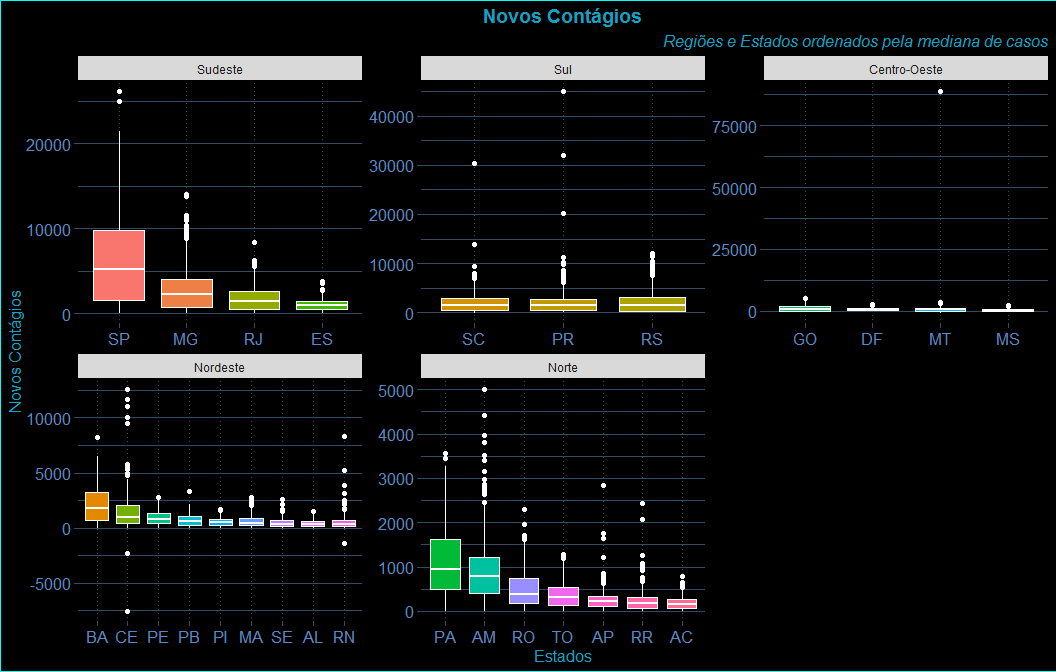 Novos Contágios
Regiões e Estados ordenados pela mediana de casos
Novos Contágios
Sudeste
20000
10000
0
SP MG RJ ES
Sul
40000
30000
20000
10000
0
SC PR RS
Centro-Oeste
75000
50000
25000
0
GO DF MT MS
Nordeste
10000
5000
0
-5000
BA CE PE PB PI MA SE AL RN
Norte
5000
4000
3000
2000
1000
0
PA AM RO TO AP RR AC
Estados